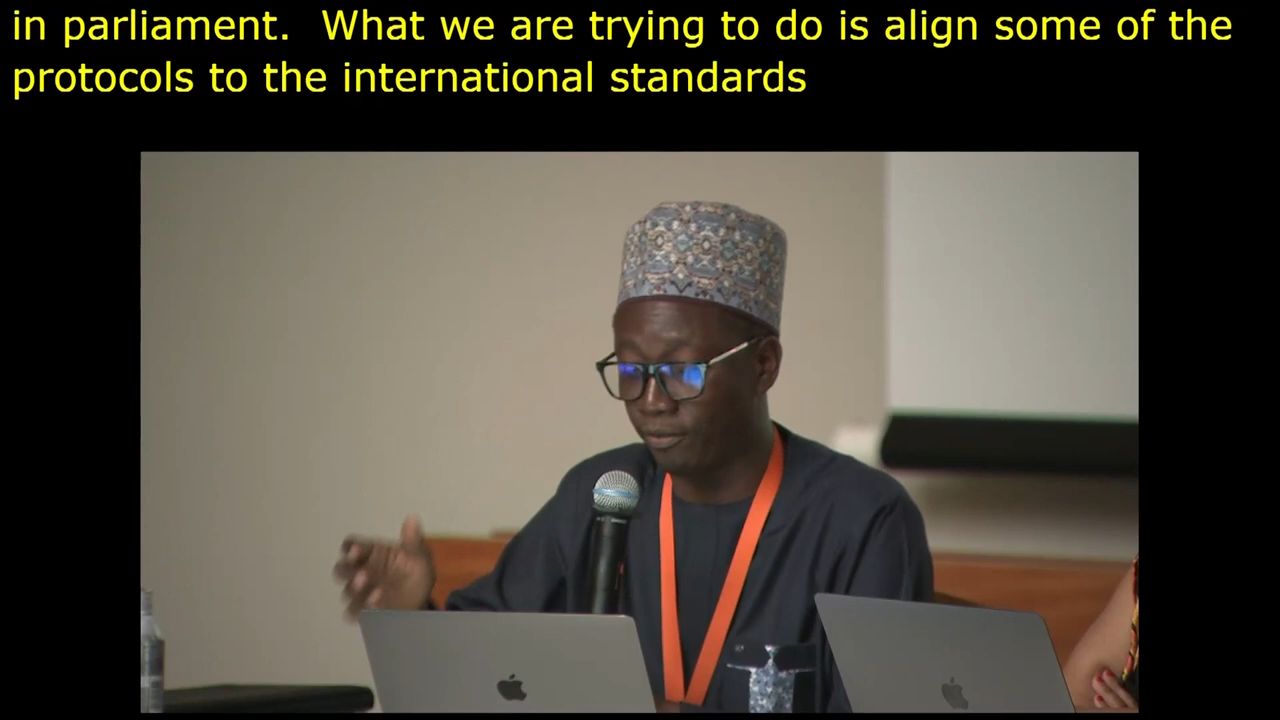 in parliament.  What we are trying to do is align some of the
protocols to the international standards